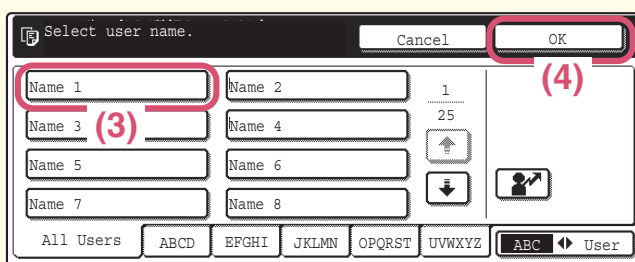 Select user name.
Cancel
OK
(4)
Name 1
Name 2
1
25
(3)
Name 3
Name 4
Name 5
Name 6
Name 7
Name 8
All Users
ABCD
EFGHI
JKLMN
OPQRST
UVWXYZ
ABC
User